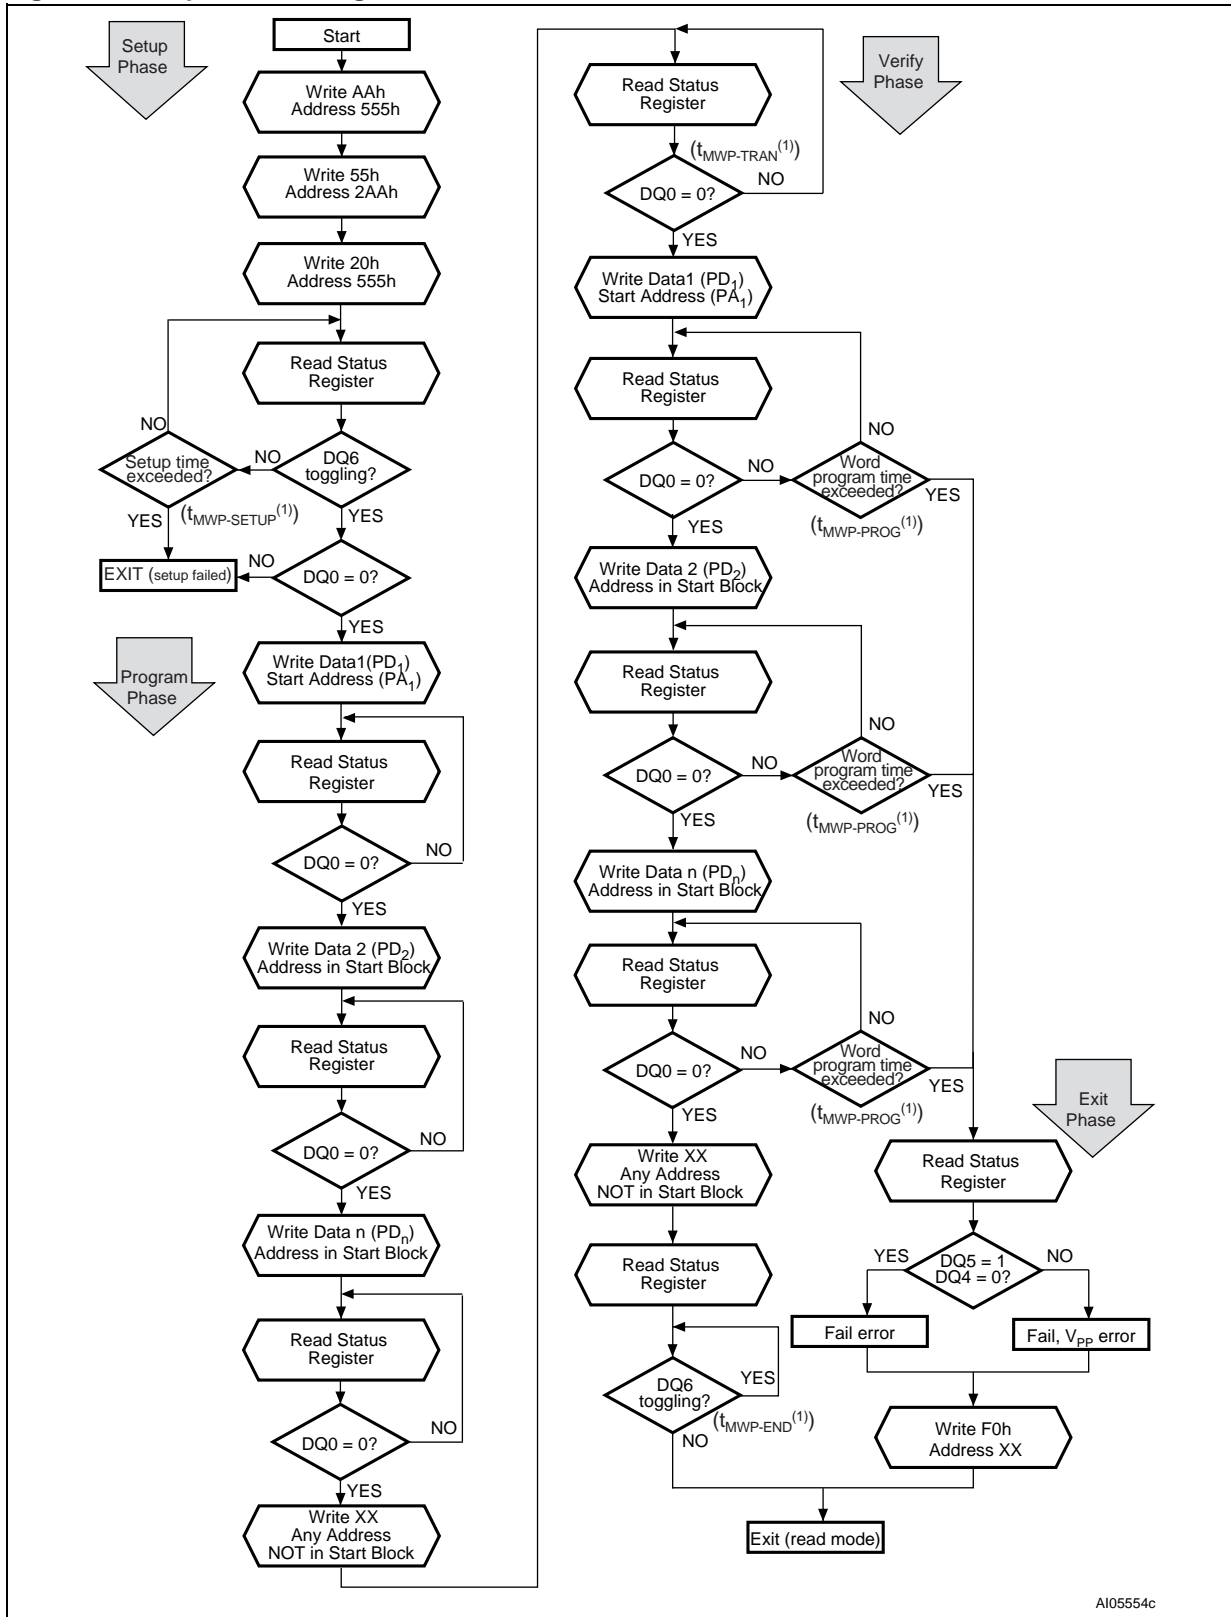 Setup
Phase
Start
Write AAh
Address 555h
Write 55h
Address 2AAh
Write 20h
Address 555h
Read Status
Register
NO
Setup time
exceeded?
NO
DQ6
toggling?
YES
(tMWP-SETUP(1))
YES
EXIT (setup failed)
NO
DQ0 = 0?
YES
Program
Phase
Write Data1(PD1)
Start Address (PA1)
Read Status
Register
DQ0 = 0?
NO
YES
Write Data 2 (PD2)
Address in Start Block
Read Status
Register
DQ0 = 0?
NO
YES
Write Data n (PDn)
Address in Start Block
Read Status
Register
DQ0 = 0?
NO
YES
Write XX
Any Address
NOT in Start Block
Verify
Phase
Read Status
Register
(tMWP-TRAN(1))
DQ0 = 0?
NO
YES
Write Data1 (PD1)
Start Address (PA1)
Read Status
Register
NO
DQ0 = 0?
NO
Word
program time
exceeded?
YES
(tMWP-PROG(1))
YES
Write Data 2 (PD2)
Address in Start Block
Read Status
Register
NO
DQ0 = 0?
NO
Word
program time
exceeded?
YES
(tMWP-PROG(1))
YES
Write Data n (PDn)
Address in Start Block
Read Status
Register
NO
DQ0 = 0?
NO
Word
program time
exceeded?
YES
(tMWP-PROG(1))
YES
Write XX
Any Address
NOT in Start Block
Read Status
Register
DQ6
toggling?
YES
(tMWP-END(1))
NO
Exit
Phase
Read Status
Register
YES
DQ5 = 1
DQ4 = 0?
NO
Fail error
Fail, VPP error
Write F0h
Address XX
Exit (read mode)
AI05554c